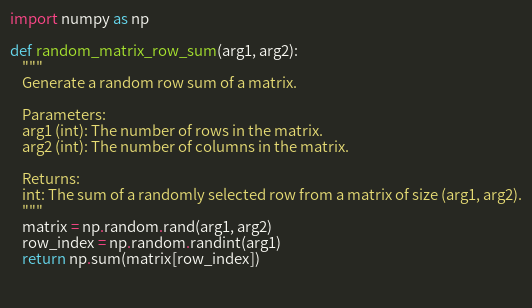 import numpy as np
def random_matrix_row_sum(arg1, arg2):
"""
Generate a random row sum of a matrix.
Parameters:
arg1 (int): The number of rows in the matrix.
arg2 (int): The number of columns in the matrix.
Returns:
int: The sum of a randomly selected row from a matrix of size (arg1, arg2).
"""
matrix = np.random.rand(arg1, arg2)
row_index = np.random.randint(arg1)
return np.sum(matrix[row_index])